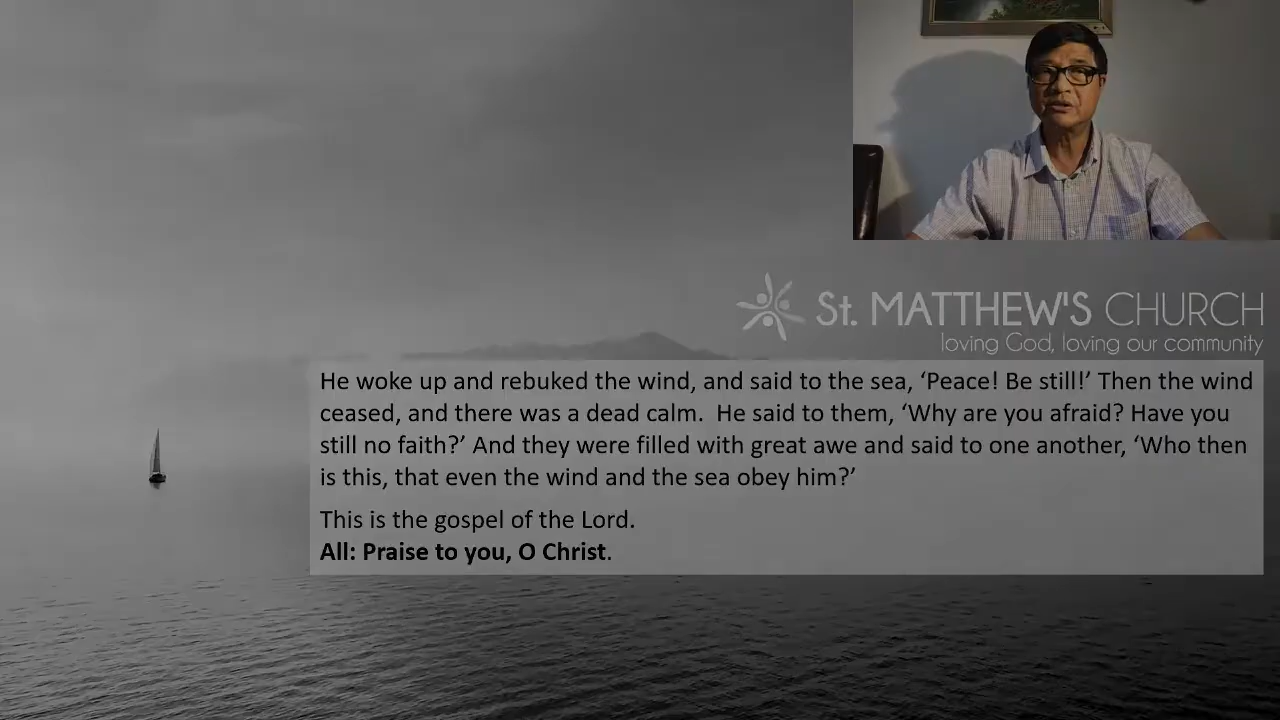 St. MATTHEW'S CHURCH
loving God, loving our community
He woke up and rebuked the wind, and said to the sea, ‘Peace! Be still!’ Then the wind
ceased, and there was a dead calm.  He said to them, ‘Why are you afraid? Have you
still no faith?’ And they were filled with great awe and said to one another, ‘Who then
is this, that even the wind and the sea obey him?’
This is the gospel of the Lord.
All: Praise to you, O Christ.